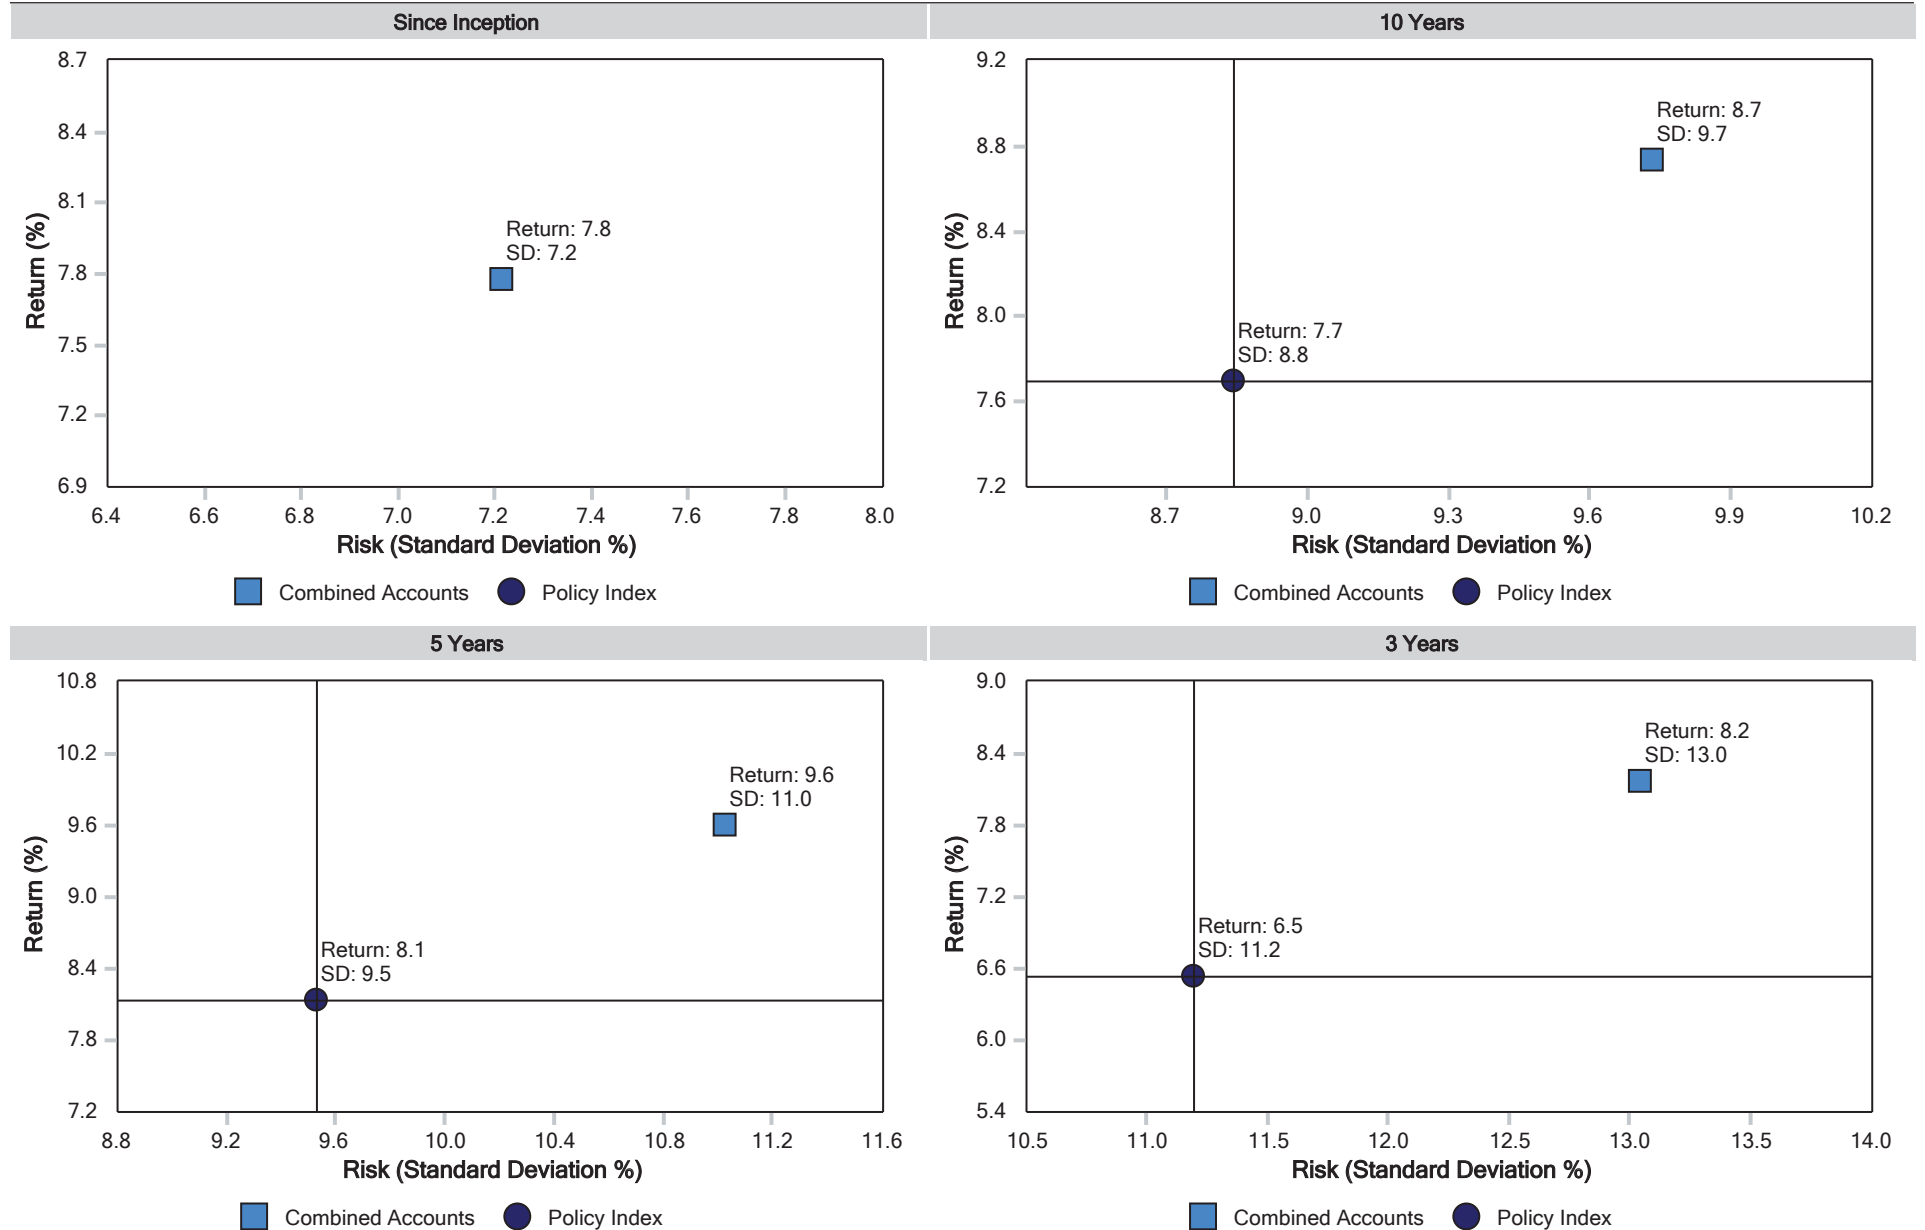 Since Inception
8.7
8.4
8.1
7.8
7.5
7.2
6.9
Return (%)
Return: 7.8
SD: 7.2
6.4 6.6 6.8 7.0 7.2 7.4 7.6 7.8 8.0
Risk (Standard Deviation %)
Combined Accounts Policy Index
10 Years
9.2
8.8
8.4
8.0
7.6
7.2
Return (%)
Return: 8.7
SD: 9.7
Return: 7.7
SD: 8.8
8.7 9.0 9.3 9.6 9.9 10.2
Risk (Standard Deviation %)
Combined Accounts Policy Index
5 Years
10.8
10.2
9.6
9.0
8.4
7.8
7.2
Return (%)
Return: 9.6
SD: 11.0
Return: 8.1
SD: 9.5
8.8 9.2 9.6 10.0 10.4 10.8 11.2 11.6
Risk (Standard Deviation %)
Combined Accounts Policy Index
3 Years
9.0
8.4
7.8
7.2
6.6
6.0
5.4
Return (%)
Return: 8.2
SD: 13.0
Return: 6.5
SD: 11.2
10.5 11.0 11.5 12.0 12.5 13.0 13.5 14.0
Risk (Standard Deviation %)
Combined Accounts Policy Index